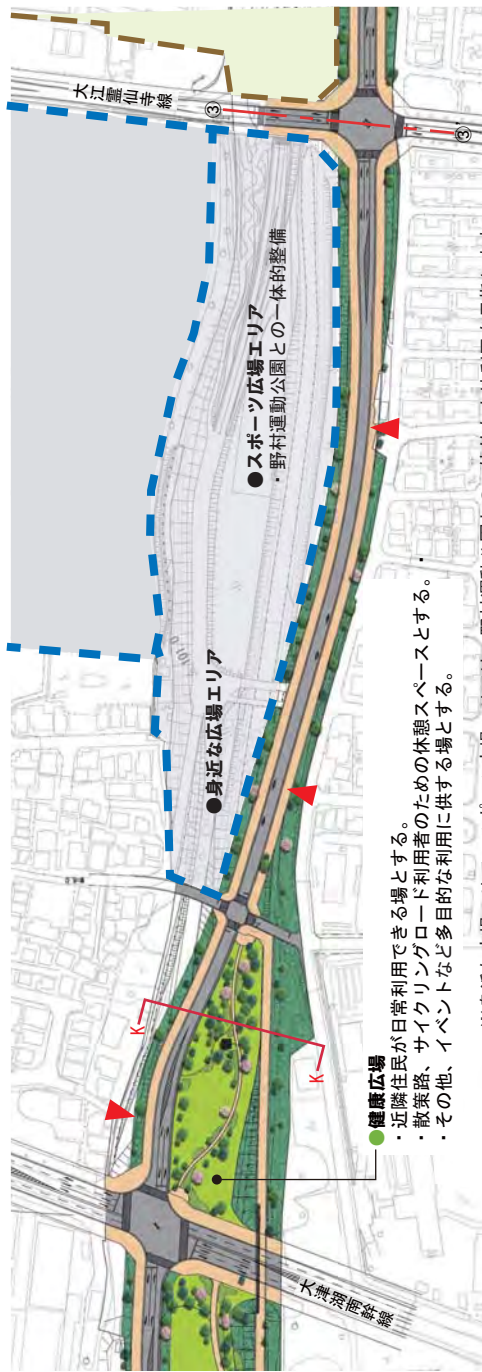 大江霊仙寺線
③
③'
●スポーツ広場エリア
・野村運動公園との一体的整備
●身近な広場エリア
101.0
K
K
●健康広場
・近隣住民が日常利用できる場とする。
・散策路、サイクリングロード利用者のための休憩スペースとする。
・その他、イベントなど多目的な利用に供する場とする。
大津湖南幹線